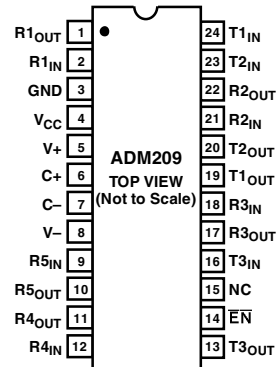 R1OUT 1 24 T1IN
R1IN 2 23 T2IN
GND 3 22 R2OUT
VCC 4 21 R2IN
V+ 5 20 T2OUT
C+ 6 19 T1OUT
C– 7 18 R3IN
V– 8 17 R3OUT
R5IN 9 16 T3IN
R5OUT 10 15 NC
R4OUT 11 14 E̅N̅
R4IN 12 13 T3OUT
ADM209
TOP VIEW
(Not to Scale)